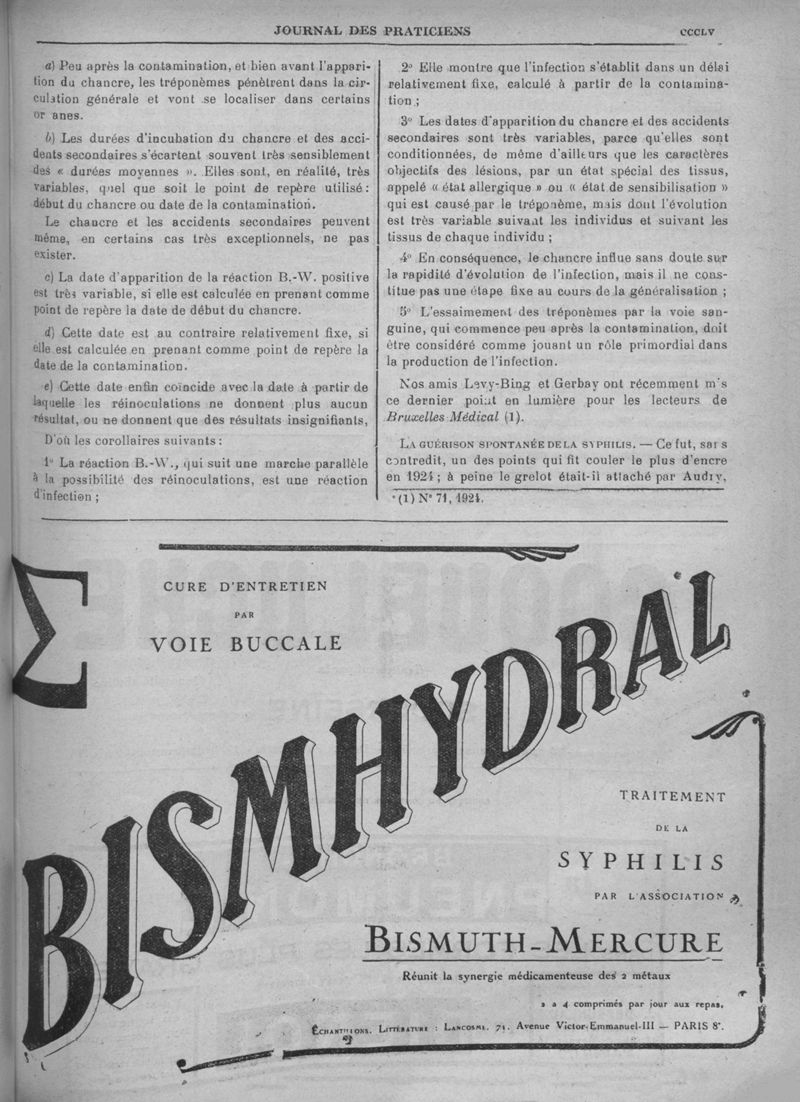 JOURNAL DES PRATICIENS
CCCLV
a) Peu après la contamination, et bien avant l'appari-
tion du chancre, les tréponèmes pénètrent dans la cir-
culation générale et vont se localiser dans certains
or anes.
b) Les durées d'incubation du chancre et des acci-
dents secondaires s'écartent souvent très sensiblement
des « durées moyennes ». Elles sont, en réalité, très
variables, quel que soit le point de repère utilisé :
début du chancre ou date de la contamination.
Le chancre et les accidents secondaires peuvent
même, en certains cas très exceptionnels, ne pas
exister.
c) La date d'apparition de la réaction B.-W. positive
est très variable, si elle est calculée en prenant comme
point de repère la date de début du chancre.
d) Cette date est au contraire relativement fixe, si
elle est calculée en prenant comme point de repère la
date de la contamination.
e) Cette date enfin coïncide avec la date à partir de
laquelle les réinoculations ne donnent plus aucun
résultat, ou ne donnent que des résultats insignifiants,
D'où les corollaires suivants :
1° La réaction B.-W., qui suit une marche parallèle
à la possibilité des réinoculations, est une réaction
d'infection ;
2° Elle montre que l'infection s'établit dans un délai
relativement fixe, calculé à partir de la contamina-
tion ;
3° Les dates d'apparition du chancre et des accidents
secondaires sont très variables, parce qu'elles sont
conditionnées, de même d'ailleurs que les caractères
objectifs des lésions, par un état spécial des tissus,
appelé « état allergique » ou « état de sensibilisation »
qui est causé par le tréponème, mais dont l'évolution
est très variable suivant les individus et suivant les
tissus de chaque individu ;
4° En conséquence, le chancre influe sans doute sur
la rapidité d'évolution de l'infection, mais il ne cons-
titue pas une étape fixe au cours de la généralisation ;
5° L'essaimement des tréponèmes par la voie san-
guine, qui commence peu après la contamination, doit
être considéré comme jouant un rôle primordial dans
la production de l'infection.
Nos amis Levy-Bing et Gerbay ont récemment m's
ce dernier point en lumière pour les lecteurs de
Bruxelles Médical (1).
LA GUÉRISON SPONTANÉE DE LA SYPHILIS. — Ce fut, sans
contredit, un des points qui fit couler le plus d'encre
en 1924 ; à peine le grelot était-il attaché par Audry,
(1) N° 71, 1924.
Σ
CURE D'ENTRETIEN
PAR
VOIE BUCCALE
BISMHYDRAL
TRAITEMENT
DE LA
SYPHILIS
PAR L'ASSOCIATION
BISMUTH-MERCURE
Réunit la synergie médicamenteuse des 2 métaux
2 à 4 comprimés par jour aux repas,
ÉCHANTILLONS. LITTÉRATURE : LANCOSME, 71. Avenue Victor-Emmanuel-III — PARIS 8e.